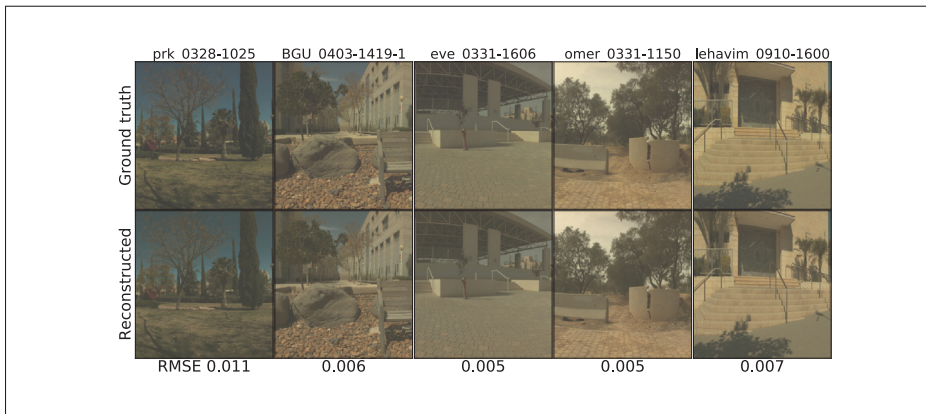 prk_0328-1025 BGU_0403-1419-1 eve_0331-1606 omer_0331-1150 lehavim_0910-1600
Ground truth
Reconstructed
RMSE 0.011 0.006 0.005 0.005 0.007